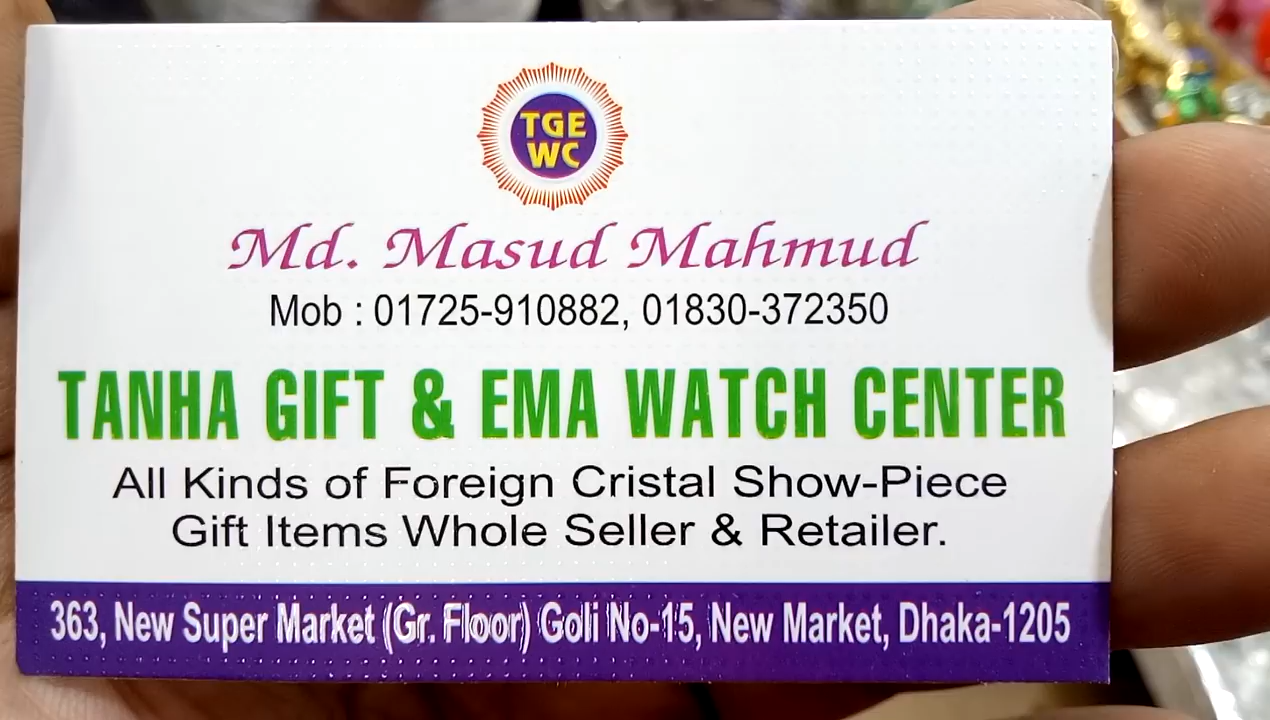 TGE
WC
Md. Masud Mahmud
Mob : 01725-910882, 01830-372350
TANHA GIFT & EMA WATCH CENTER
All Kinds of Foreign Cristal Show-Piece
Gift Items Whole Seller & Retailer.
363, New Super Market (Gr. Floor) Goli No-15, New Market, Dhaka-1205